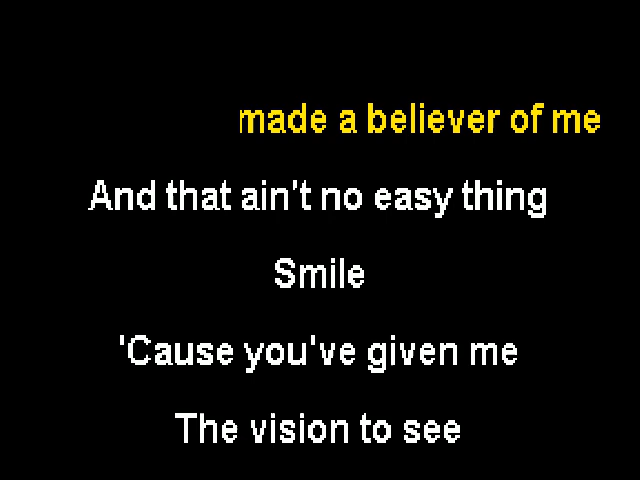 made a believer of me
And that ain't no easy thing
Smile
'Cause you've given me
The vision to see